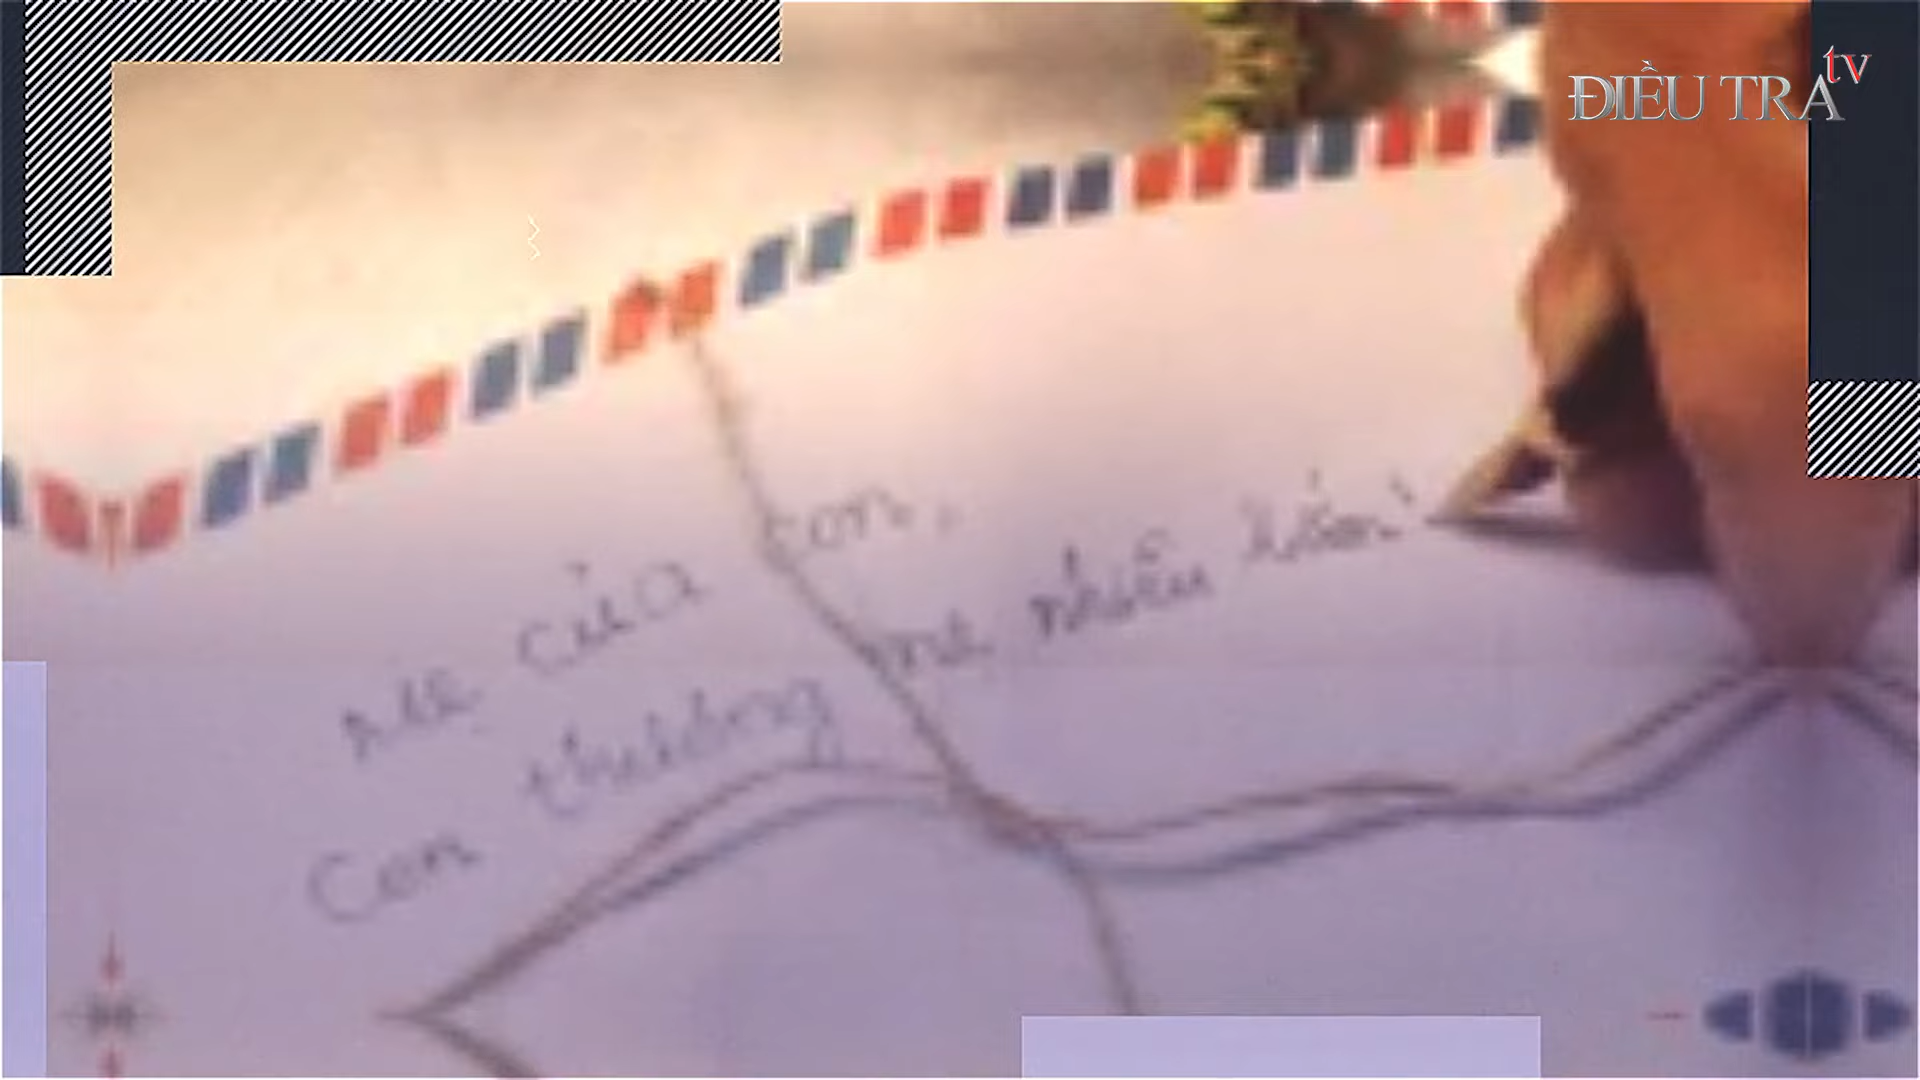 ĐIỀU TRA tv
Mẹ của con,
Con thương mẹ nhiều lắm!